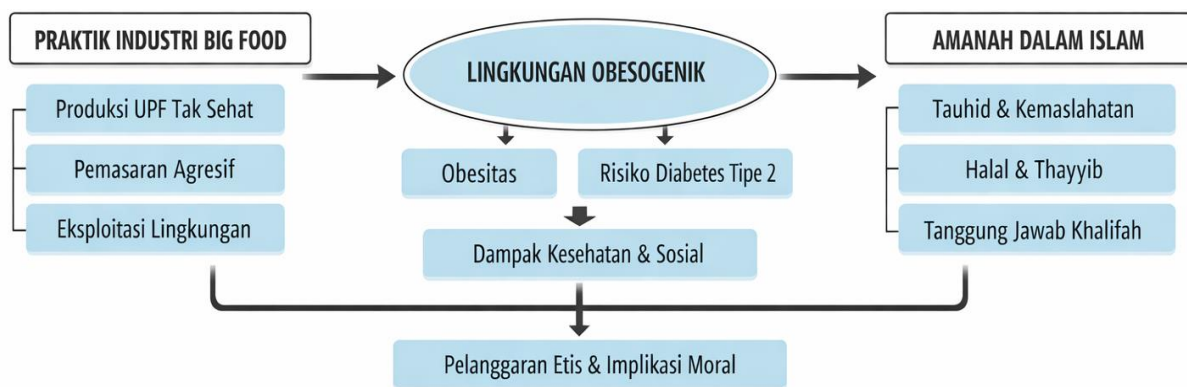 PRAKTIK INDUSTRI BIG FOOD
Produksi UPF Tak Sehat
Pemasaran Agresif
Eksploitasi Lingkungan
LINGKUNGAN OBESOGENIK
Obesitas
Risiko Diabetes Tipe 2
Dampak Kesehatan & Sosial
AMANAH DALAM ISLAM
Tauhid & Kemaslahatan
Halal & Thayyib
Tanggung Jawab Khalifah
Pelanggaran Etis & Implikasi Moral